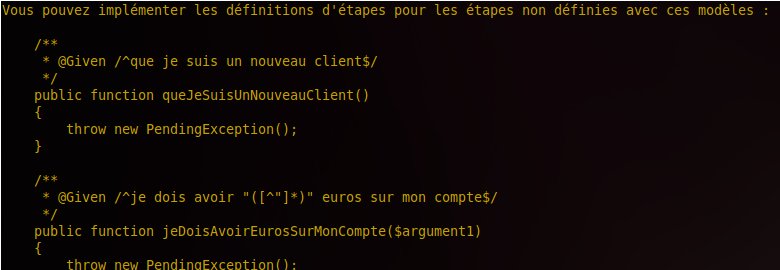 Vous pouvez implémenter les définitions d'étapes pour les étapes non définies avec ces modèles :
/**
* @Given /^que je suis un nouveau client$/
*/
public function queJeSuisUnNouveauClient()
{
throw new PendingException();
}
/**
* @Given /^je dois avoir "([^"]*)" euros sur mon compte$/
*/
public function jeDoisAvoirEurosSurMonCompte($argument1)
{
throw new PendingException();